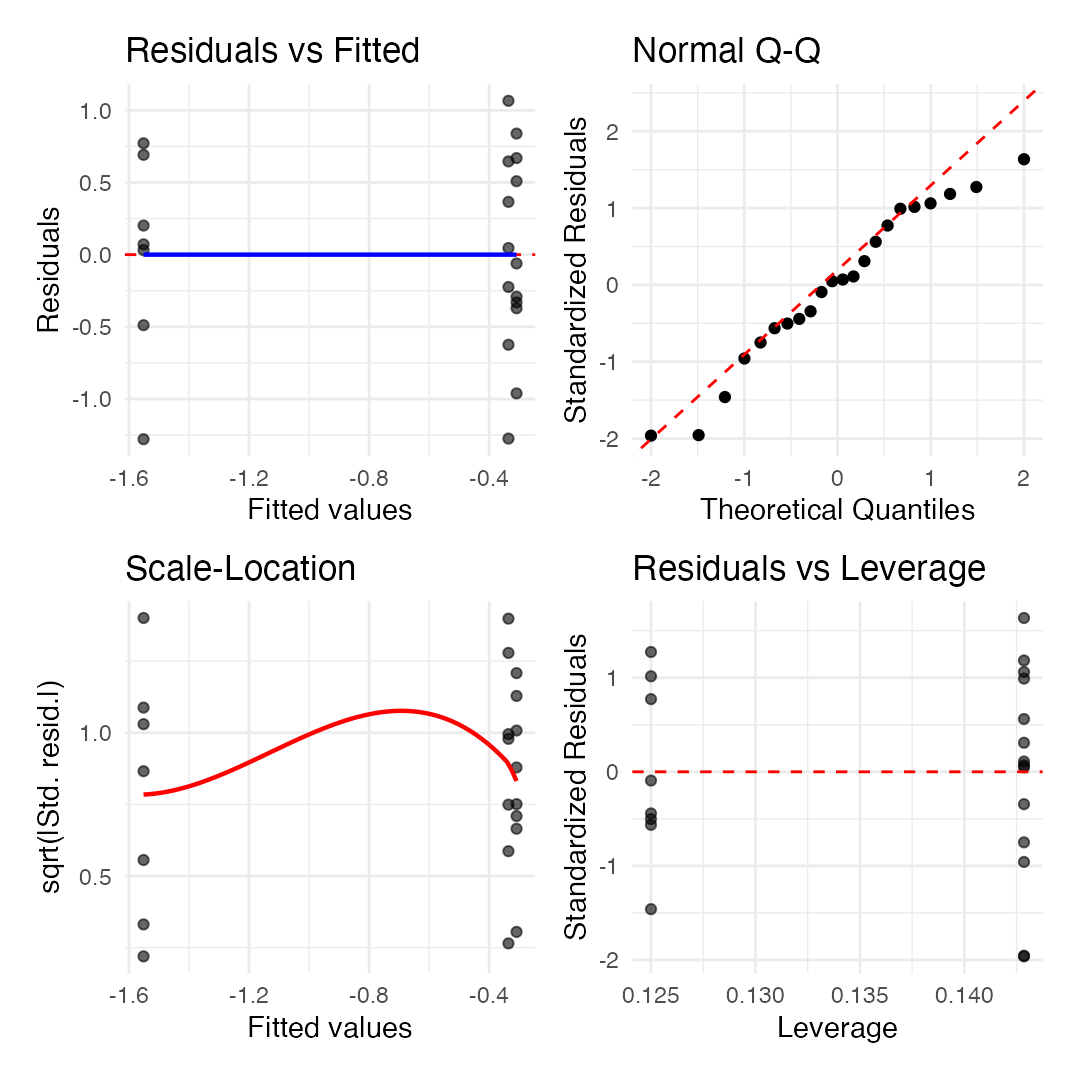 Residuals vs Fitted
Residuals
1.0
0.5
0.0
-0.5
-1.0
-1.6 -1.2 -0.8 -0.4
Fitted values
Normal Q-Q
Standardized Residuals
2
1
0
-1
-2
-2 -1 0 1 2
Theoretical Quantiles
Scale-Location
sqrt(|Std. resid.|)
1.0
0.5
-1.6 -1.2 -0.8 -0.4
Fitted values
Residuals vs Leverage
Standardized Residuals
1
0
-1
-2
0.125 0.130 0.135 0.140
Leverage